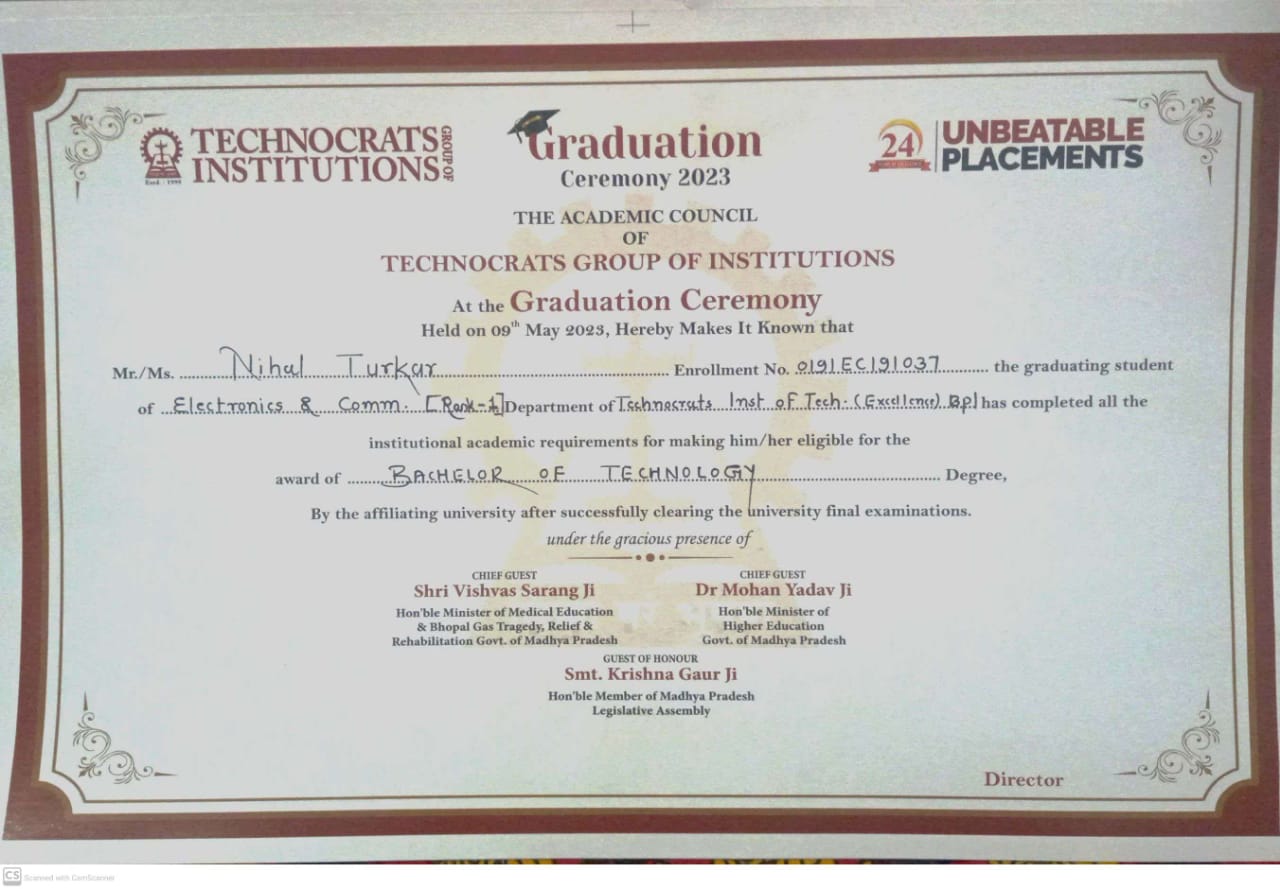 TECHNOCRATS GROUP OF
INSTITUTIONS
Estd. : 1999
Graduation
Ceremony 2023
24
UNBEATABLE
PLACEMENTS
THE ACADEMIC COUNCIL
OF
TECHNOCRATS GROUP OF INSTITUTIONS
At the Graduation Ceremony
Held on 09th May 2023, Hereby Makes It Known that
Mr./Ms. Nihal Turkar Enrollment No. 0191EC191037 the graduating student
of Electronics & Comm. [Rank-1] Department of Technocrats Inst of Tech. (Excellence) Bpl has completed all the
institutional academic requirements for making him/her eligible for the
award of BACHELOR OF TECHNOLOGY Degree,
By the affiliating university after successfully clearing the university final examinations.
under the gracious presence of
CHIEF GUEST
Shri Vishvas Sarang Ji
Hon'ble Minister of Medical Education
& Bhopal Gas Tragedy, Relief &
Rehabilitation Govt. of Madhya Pradesh
CHIEF GUEST
Dr Mohan Yadav Ji
Hon'ble Minister of
Higher Education
Govt. of Madhya Pradesh
GUEST OF HONOUR
Smt. Krishna Gaur Ji
Hon'ble Member of Madhya Pradesh
Legislative Assembly
Director
CS Scanned with CamScanner